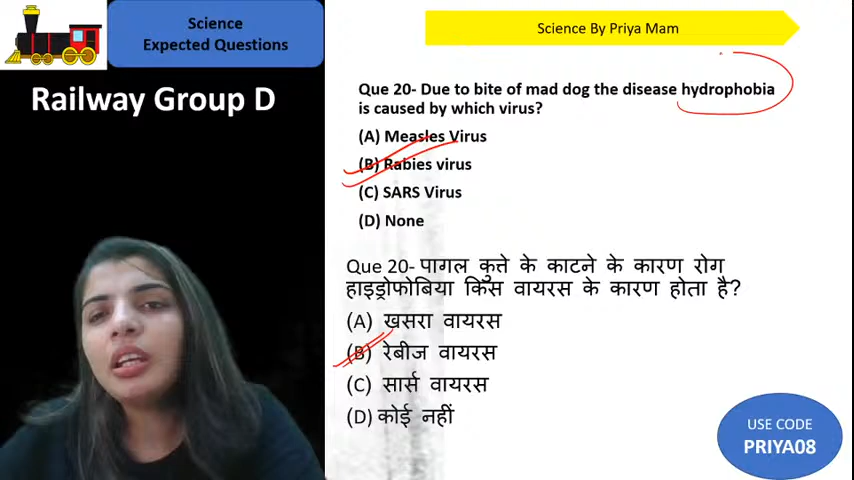 Science
Expected Questions
Railway Group D
Science By Priya Mam
Que 20- Due to bite of mad dog the disease hydrophobia
is caused by which virus?
(A) Measles Virus
(B) Rabies virus
(C) SARS Virus
(D) None
Que 20- पागल कुत्ते के काटने के कारण रोग
हाइड्रोफोबिया किस वायरस के कारण होता है?
(A) खसरा वायरस
(B) रेबीज वायरस
(C) सार्स वायरस
(D) कोई नहीं
USE CODE
PRIYA08